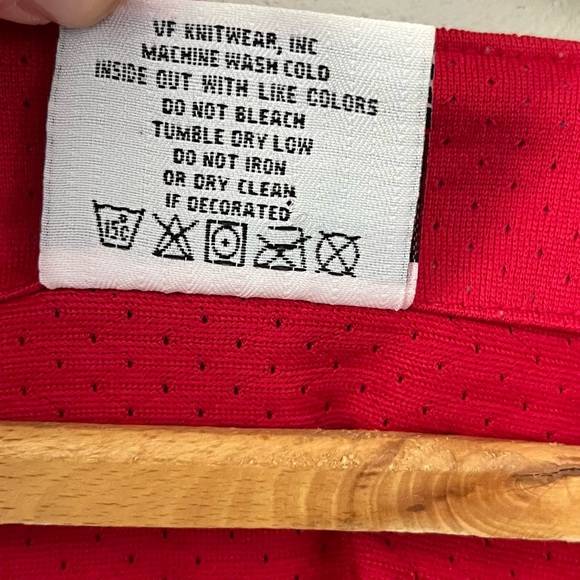 VF KNITWEAR, INC
MACHINE WASH COLD
INSIDE OUT WITH LIKE COLORS
DO NOT BLEACH
TUMBLE DRY LOW
DO NOT IRON
OR DRY CLEAN
IF DECORATED